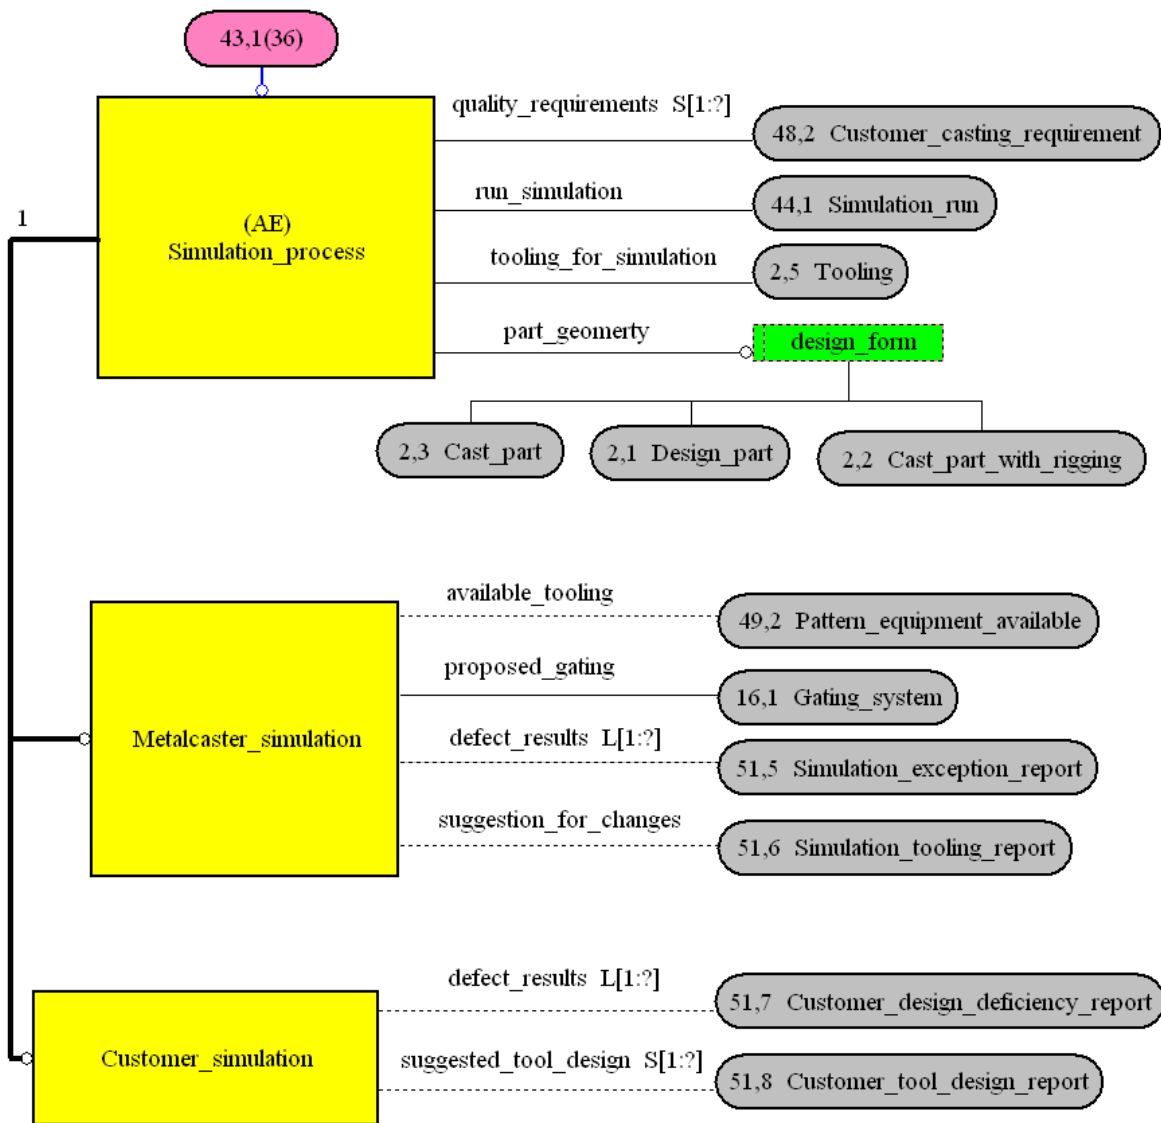 43,1(36)
quality_requirements S[1:?]
48,2 Customer_casting_requirement
run_simulation
44,1 Simulation_run
1
(AE)
Simulation_process
tooling_for_simulation
2,5 Tooling
part_geomerty
design_form
2,3 Cast_part
2,1 Design_part
2,2 Cast_part_with_rigging
available_tooling
49,2 Pattern_equipment_available
proposed_gating
16,1 Gating_system
Metalcaster_simulation
defect_results L[1:?]
51,5 Simulation_exception_report
suggestion_for_changes
51,6 Simulation_tooling_report
defect_results L[1:?]
51,7 Customer_design_deficiency_report
Customer_simulation
suggested_tool_design S[1:?]
51,8 Customer_tool_design_report